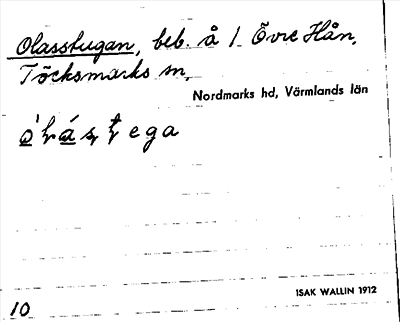 Olasstugan, beb. å 1 Övre Hån,
Töcksmarks sn,
Nordmarks hd, Värmlands län
ISAK WALLIN 1912
10